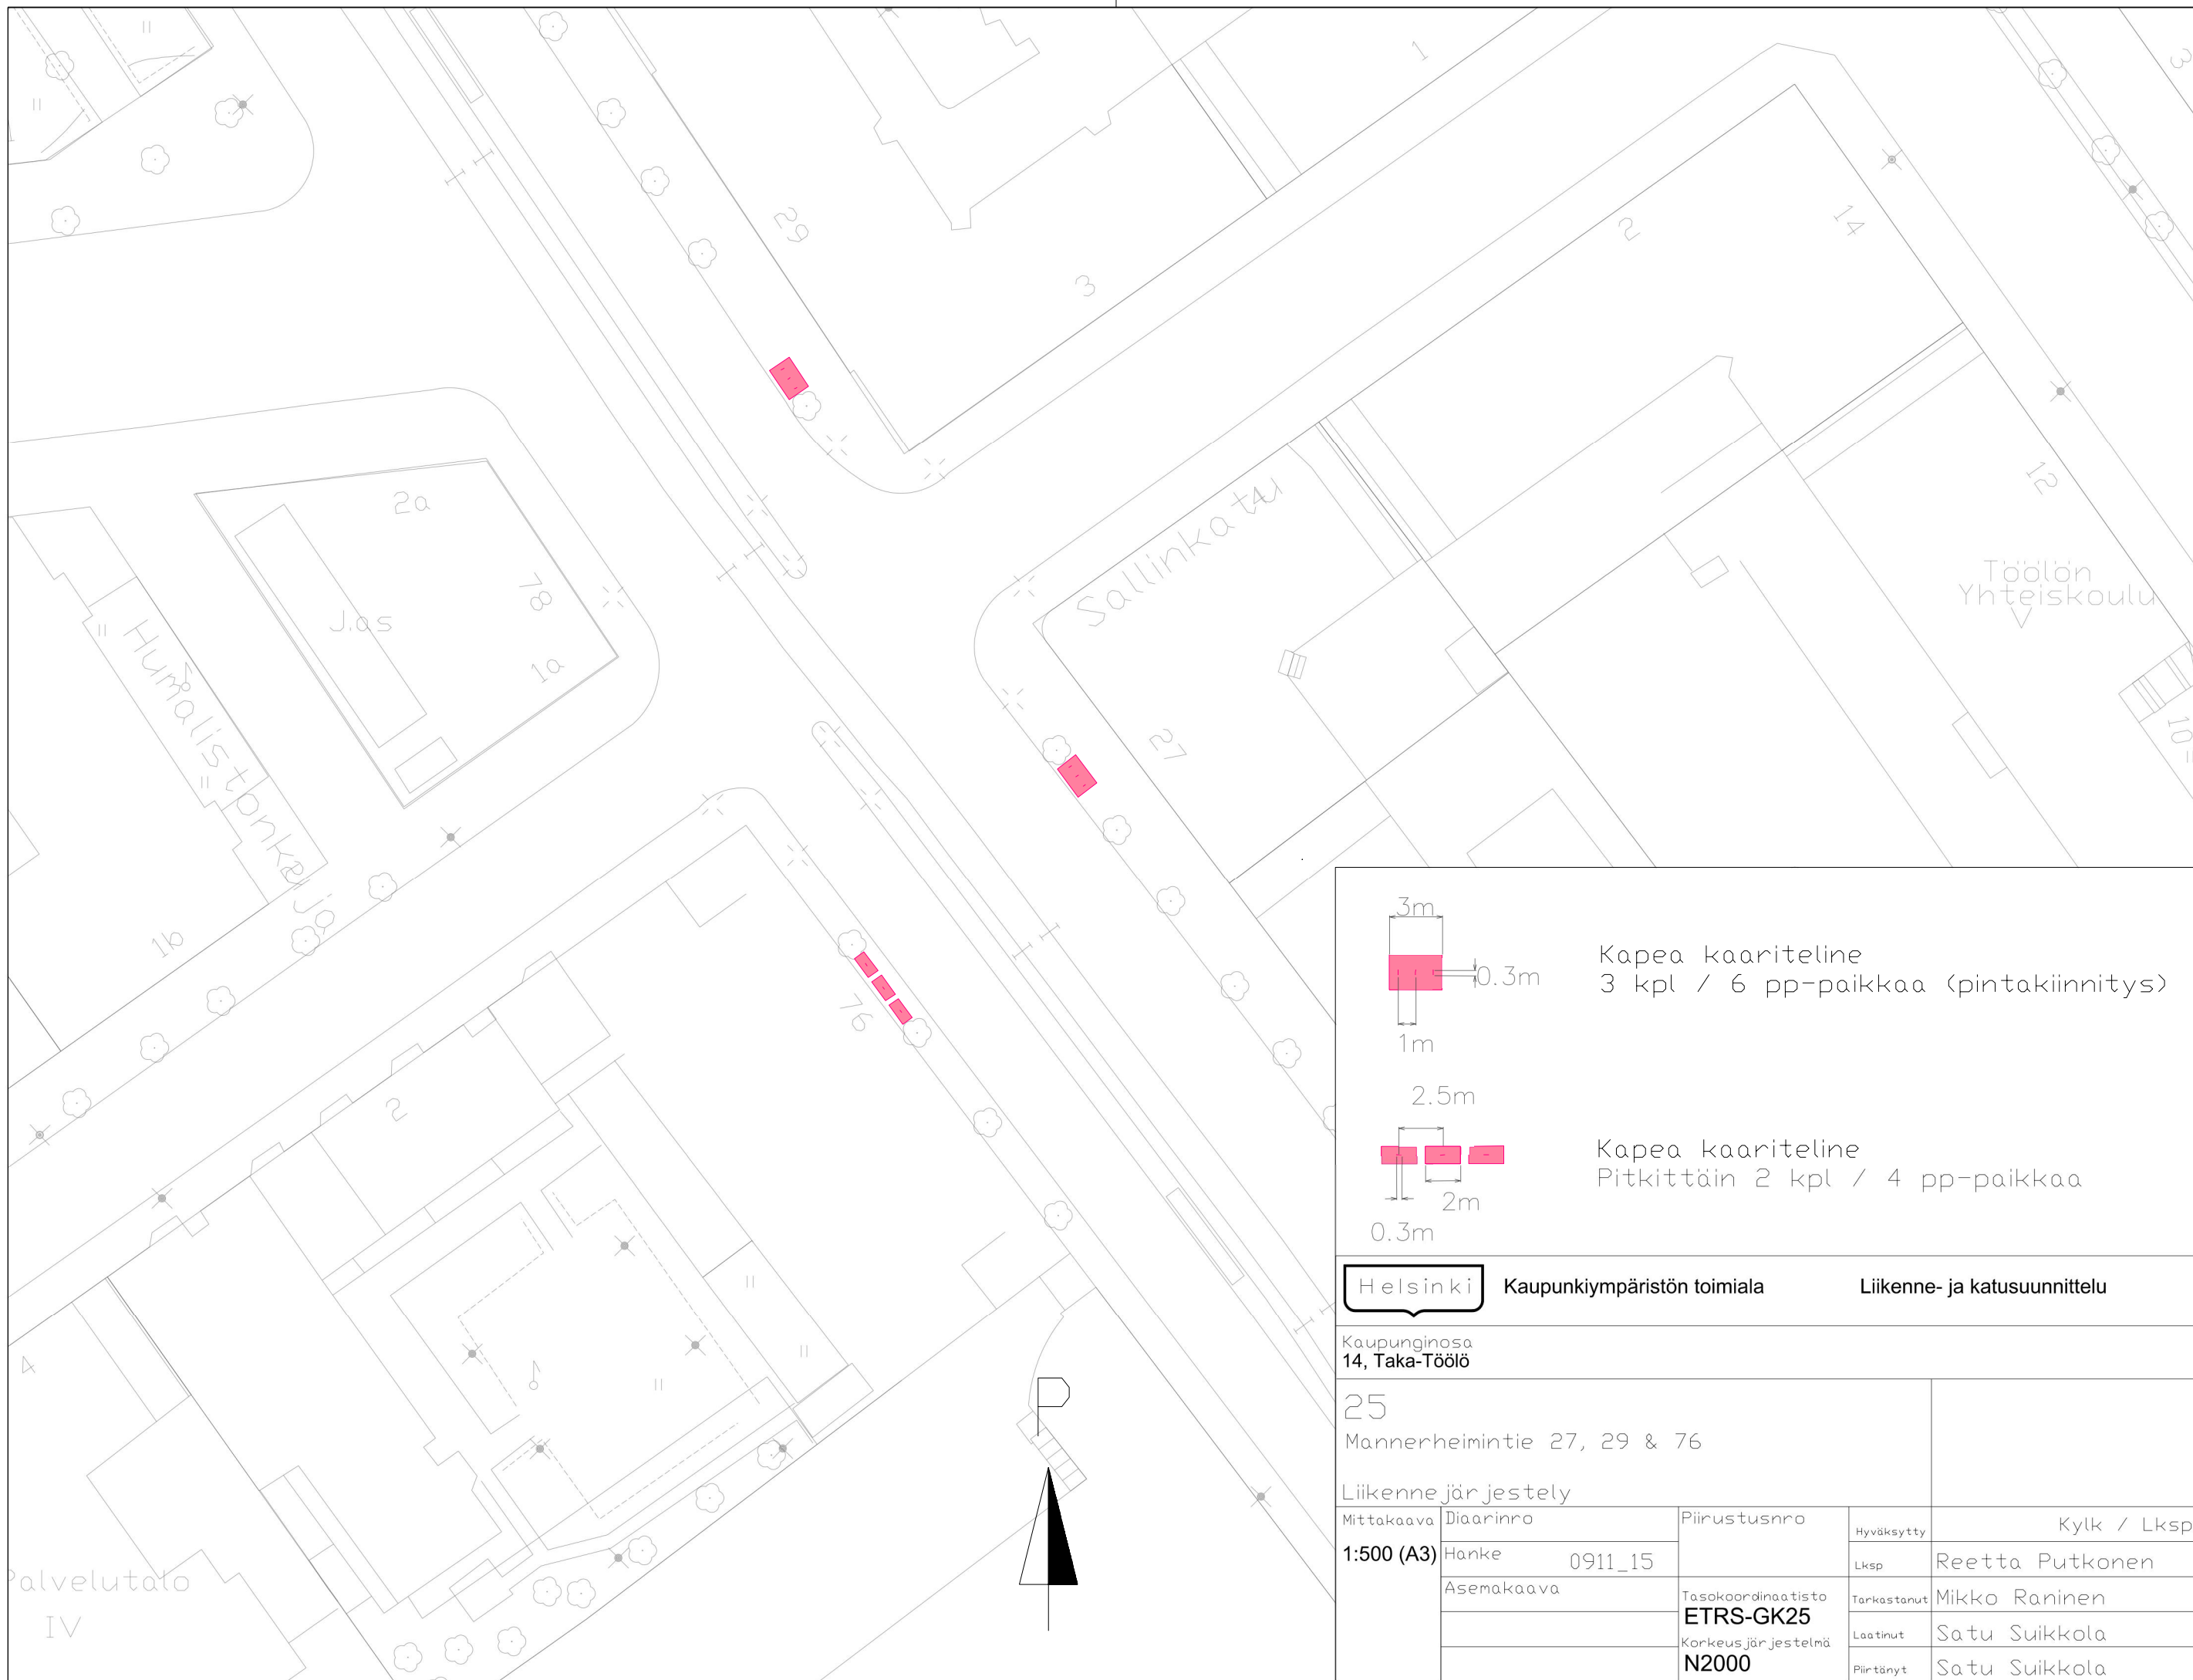 1
3
29
3
2
14
2a
78
J.as
1a
Humalistonkatu
Sallinkatu
4
27
12
Töölön
Yhteiskoulu
10
1b
76
2
4
P
Palvelutalo
IV
3m
0.3m
1m
Kapea kaariteline
3 kpl / 6 pp-paikkaa (pintakiinnitys)
2.5m
2m
0.3m
Kapea kaariteline
Pitkittäin 2 kpl / 4 pp-paikkaa
Helsinki Kaupunkiympäristön toimiala Liikenne- ja katusuunnittelu
Kaupunginosa
14, Taka-Töölö
25
Mannerheimintie 27, 29 & 76
Liikennejärjestely
Mittakaava
1:500 (A3)
Diaarinro
Hanke 0911_15
Asemakaava
Piirustusnro
Tasokoordinaatisto
ETRS-GK25
Korkeusjärjestelmä
N2000
Hyväksytty Kylk / Lksp
Lksp Reetta Putkonen
Tarkastanut Mikko Raninen
Laatinut Satu Suikkola
Piirtänyt Satu Suikkola